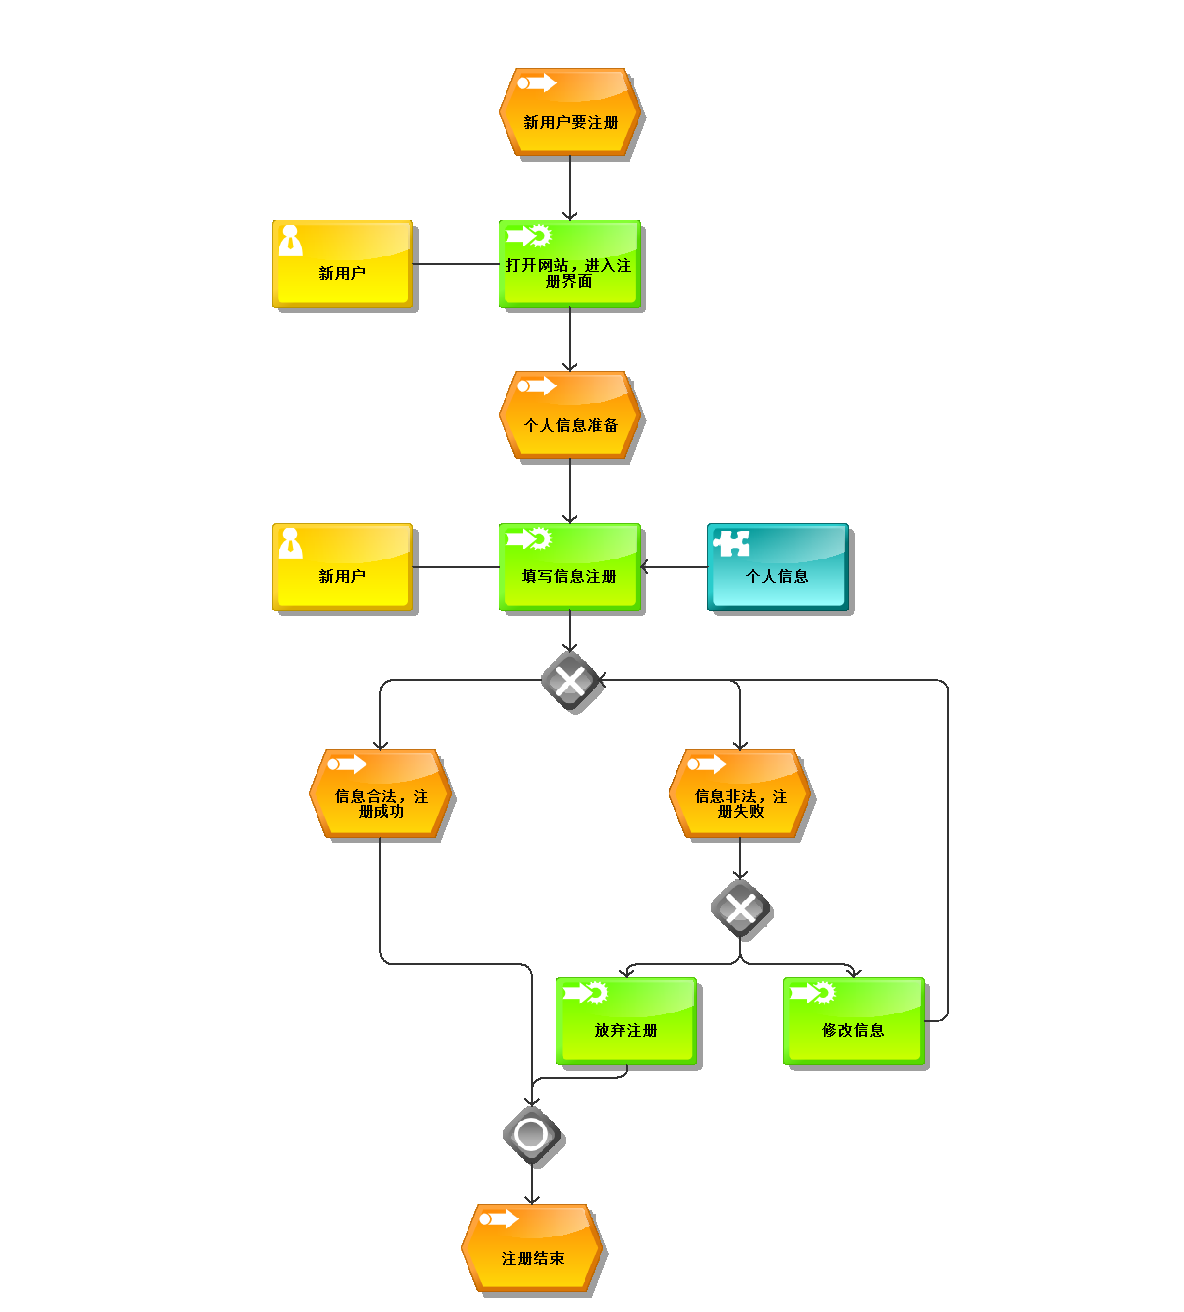 新用户要注册
新用户
打开网站，进入注
册界面
个人信息准备
新用户
填写信息注册
个人信息
信息合法，注
册成功
信息非法，注
册失败
放弃注册
修改信息
注册结束